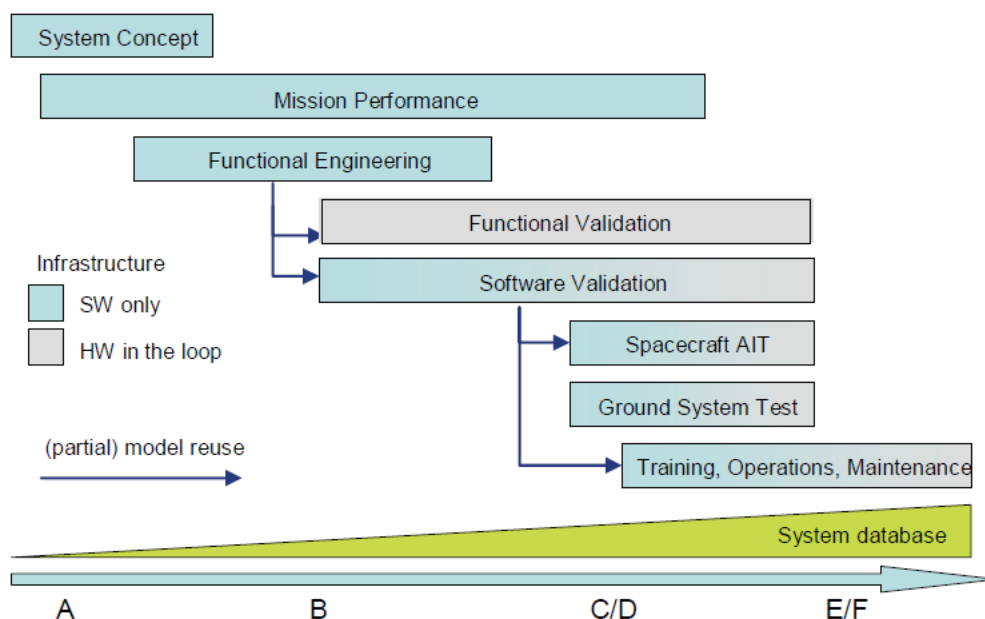 System Concept
Mission Performance
Functional Engineering
Functional Validation
Infrastructure
Software Validation
SW only
HW in the loop
Spacecraft AIT
Ground System Test
(partial) model reuse
Training, Operations, Maintenance
System database
A B C/D E/F